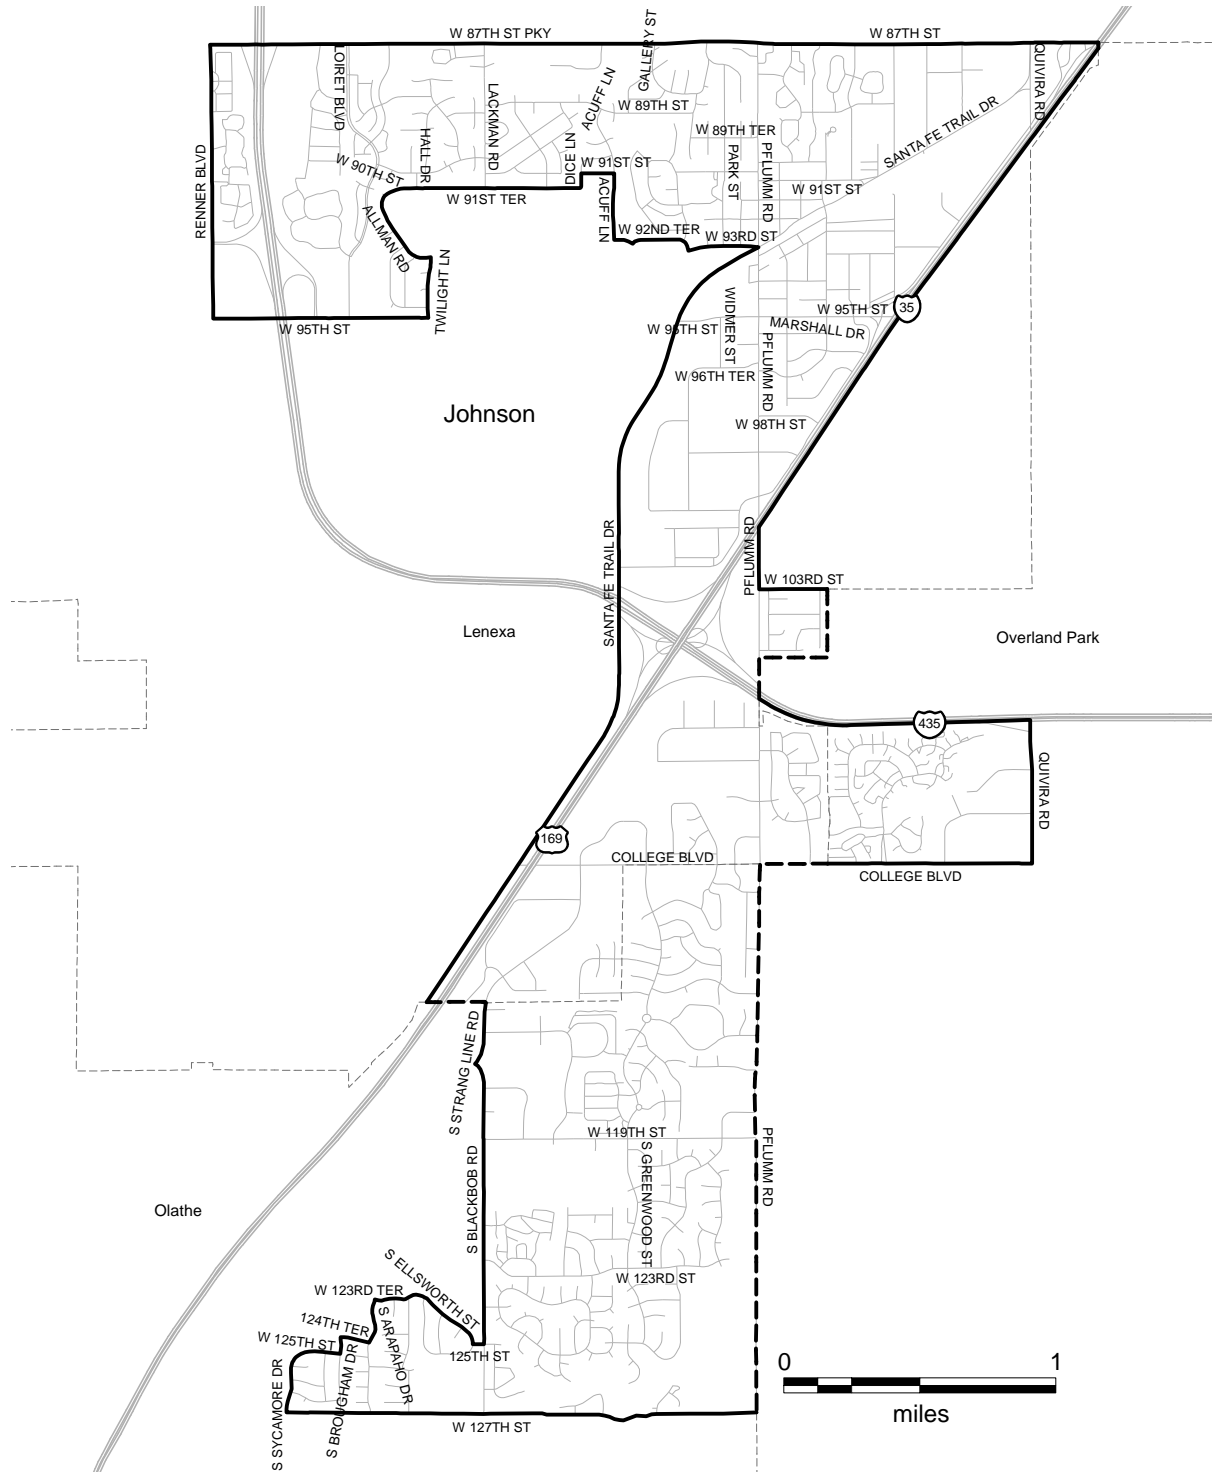 W 87TH ST PKY
GALLERY ST
W 87TH ST
LOIRET BLVD
QUIVIRA RD
ACUFF LN
LACKMAN RD
W 89TH ST
SANTA FE TRAIL DR
HALL DR
DICE LN
W 89TH TER
PARK ST
PFLUMM RD
W 90TH ST
W 91ST ST
W 91ST ST
RENNER BLVD
W 91ST TER
ACUFF LN
ALLMAN RD
W 92ND TER
W 93RD ST
TWILIGHT LN
WIDMER ST
W 95TH ST
35
W 95TH ST
W 95TH ST
MARSHALL DR
PFLUMM RD
W 96TH TER
Johnson
W 98TH ST
SANTA FE TRAIL DR
PFLUMM RD
W 103RD ST
Lenexa
Overland Park
435
QUIVIRA RD
169
COLLEGE BLVD
COLLEGE BLVD
S STRANG LINE RD
W 119TH ST
S BLACKBOB RD
S GREENWOOD ST
PFLUMM RD
Olathe
S ELLSWORTH ST
W 123RD ST
W 123RD TER
124TH TER
S ARAPAHO DR
W 125TH ST
125TH ST
S SYCAMORE DR
S BROUGHAM DR
W 127TH ST
0 1
miles